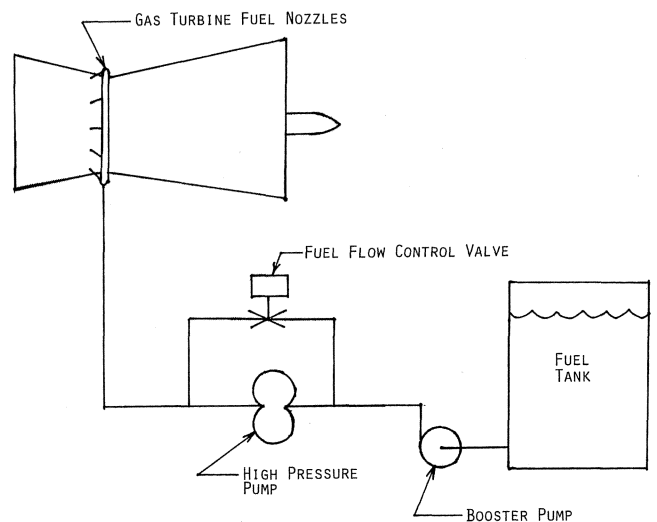 GAS TURBINE FUEL NOZZLES
FUEL FLOW CONTROL VALVE
FUEL
TANK
HIGH PRESSURE
PUMP
BOOSTER PUMP